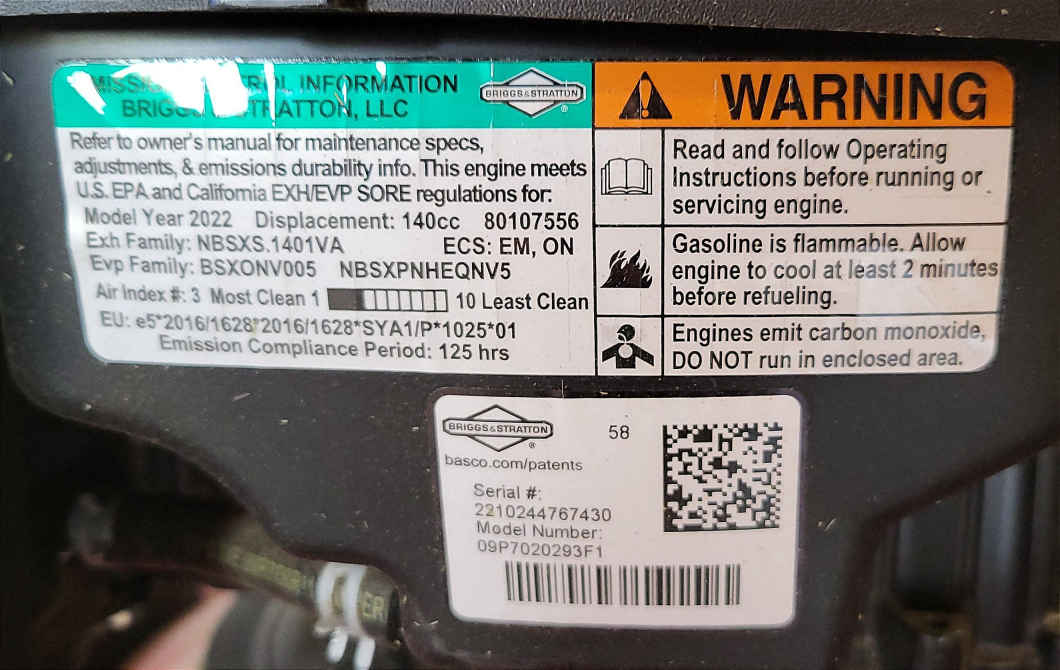 CONTROL INFORMATION
BRIGGS & STRATTON, LLC
BRIGGS&STRATTON
®
Refer to owner's manual for maintenance specs,
adjustments, & emissions durability info. This engine meets
U.S. EPA and California EXH/EVP SORE regulations for:
Model Year 2022 Displacement: 140cc 80107556
Exh Family: NBSXS.1401VA ECS: EM, ON
Evp Family: BSXONV005 NBSXPNHEQNV5
Air Index #: 3 Most Clean 1 10 Least Clean
EU: e5*2016/1628*2016/1628*SYA1/P*1025*01
Emission Compliance Period: 125 hrs
WARNING
Read and follow Operating
Instructions before running or
servicing engine.
Gasoline is flammable. Allow
engine to cool at least 2 minutes
before refueling.
Engines emit carbon monoxide,
DO NOT run in enclosed area.
BRIGGS&STRATTON
®
58
basco.com/patents
Serial #:
2210244767430
Model Number:
09P7020293F1